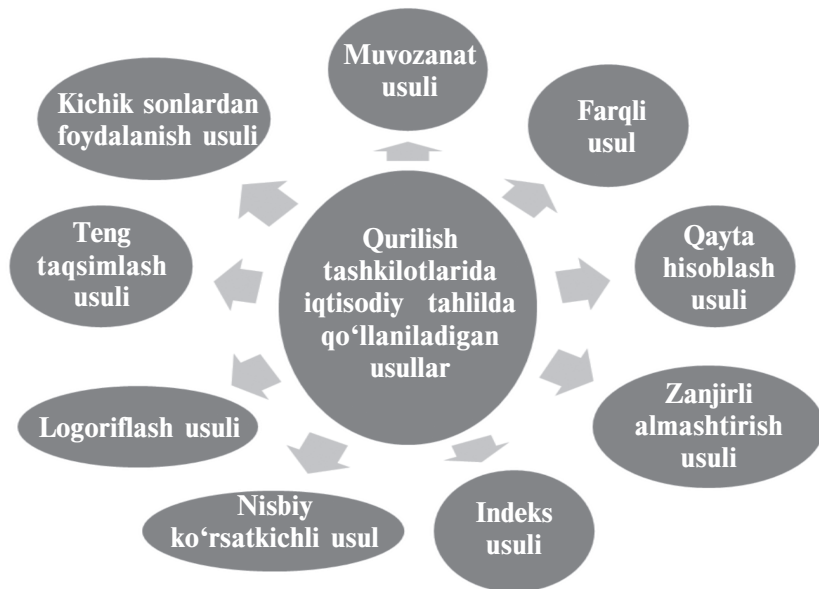 Muvozanat
usuli
Farqli
usul
Qayta
hisoblash
usuli
Zanjirli
almashtirish
usuli
Indeks
usuli
Nisbiy
ko‘rsatkichli usul
Logoriflash usuli
Teng
taqsimlash
usuli
Kichik sonlardan
foydalanish usuli
Qurilish
tashkilotlarida
iqtisodiy tahlilda
qo‘llaniladigan
usullar